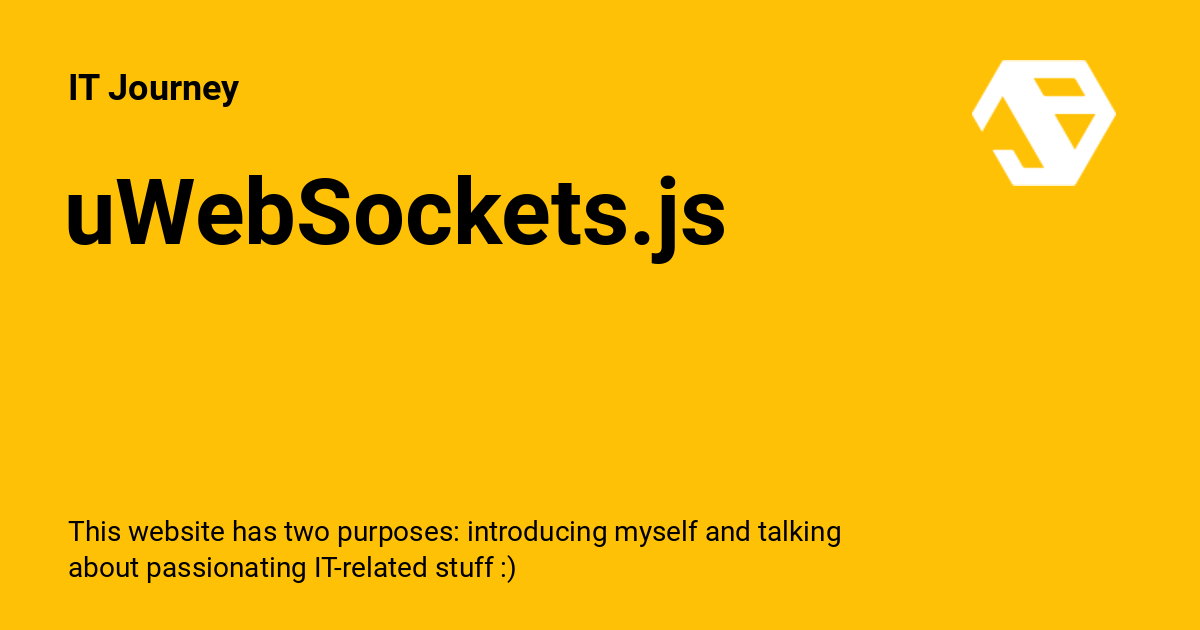 IT Journey
uWebSockets.js
This website has two purposes: introducing myself and talking
about passionating IT-related stuff :)